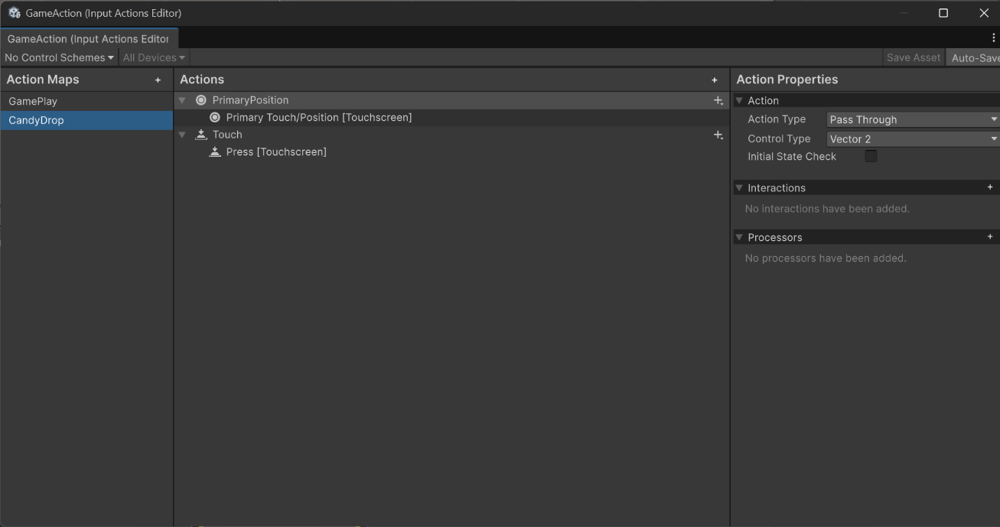 GameAction (Input Actions Editor)
GameAction (Input Actions Editor
No Control Schemes All Devices Save Asset Auto-Save
Action Maps + Actions + Action Properties
GamePlay
CandyDrop
PrimaryPosition
Primary Touch/Position [Touchscreen]
Touch
Press [Touchscreen]
Action
Action Type Pass Through
Control Type Vector 2
Initial State Check
Interactions +
No interactions have been added.
Processors +
No processors have been added.